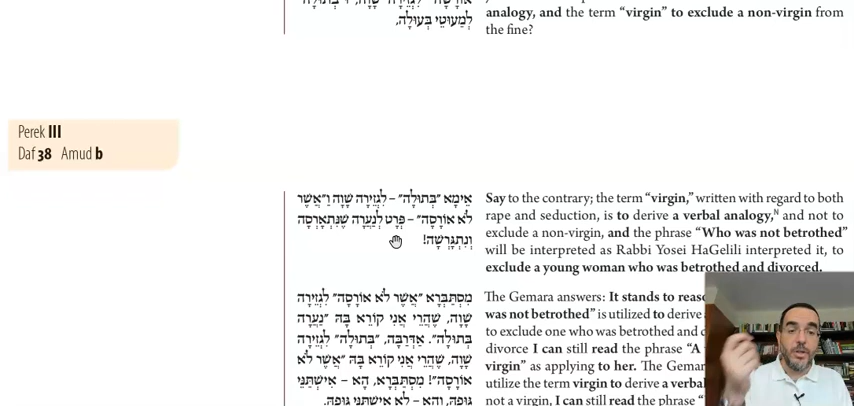 אוֹרָסָה״ לִגְזֵירָה שָׁוָה, וּ״בְתוּלָה״
לְמַעוֹטֵי בְּעוּלָה,
analogy, and the term “virgin” to exclude a non-virgin from
the fine?
Perek III
Daf 38 Amud b
אֵימָא ״בְּתוּלָה״ – לִגְזֵירָה שָׁוָה וַ״אֲשֶׁר
לֹא אוֹרָסָה״ – פְּרָט לְנַעֲרָה שֶׁנִּתְאָרְסָה
וְנִתְגָּרְשָׁה!
Say to the contrary; the term “virgin,” written with regard to both
rape and seduction, is to derive a verbal analogy,N and not to
exclude a non-virgin, and the phrase “Who was not betrothed”
will be interpreted as Rabbi Yosei HaGelili interpreted it, to
exclude a young woman who was betrothed and divorced.
מִסְתַּבְּרָא ״אֲשֶׁר לֹא אוֹרָסָה״ לִגְזֵירָה
שָׁוָה, שֶׁהֲרֵי אֲנִי קוֹרֵא בָּהּ ״נַעֲרָה
בְּתוּלָה״. אַדְּרַבָּה, ״בְּתוּלָה״ לִגְזֵירָה
שָׁוָה, שֶׁהֲרֵי אֲנִי קוֹרֵא בָּהּ ״אֲשֶׁר לֹא
אוֹרָסָה״! מִסְתַּבְּרָא, הָא – אִישְׁתַּנֵּי
גּוּפַהּ, וְהָא – לָא אִישְׁתַּנֵּי גּוּפַהּ.
The Gemara answers: It stands to
was not betrothed” is utilized to derive
to exclude one who was betrothed and
divorce I can still read the phrase “A
virgin” as applying to her. The
utilize the term virgin to derive a
not a virgin, I can still read the phrase